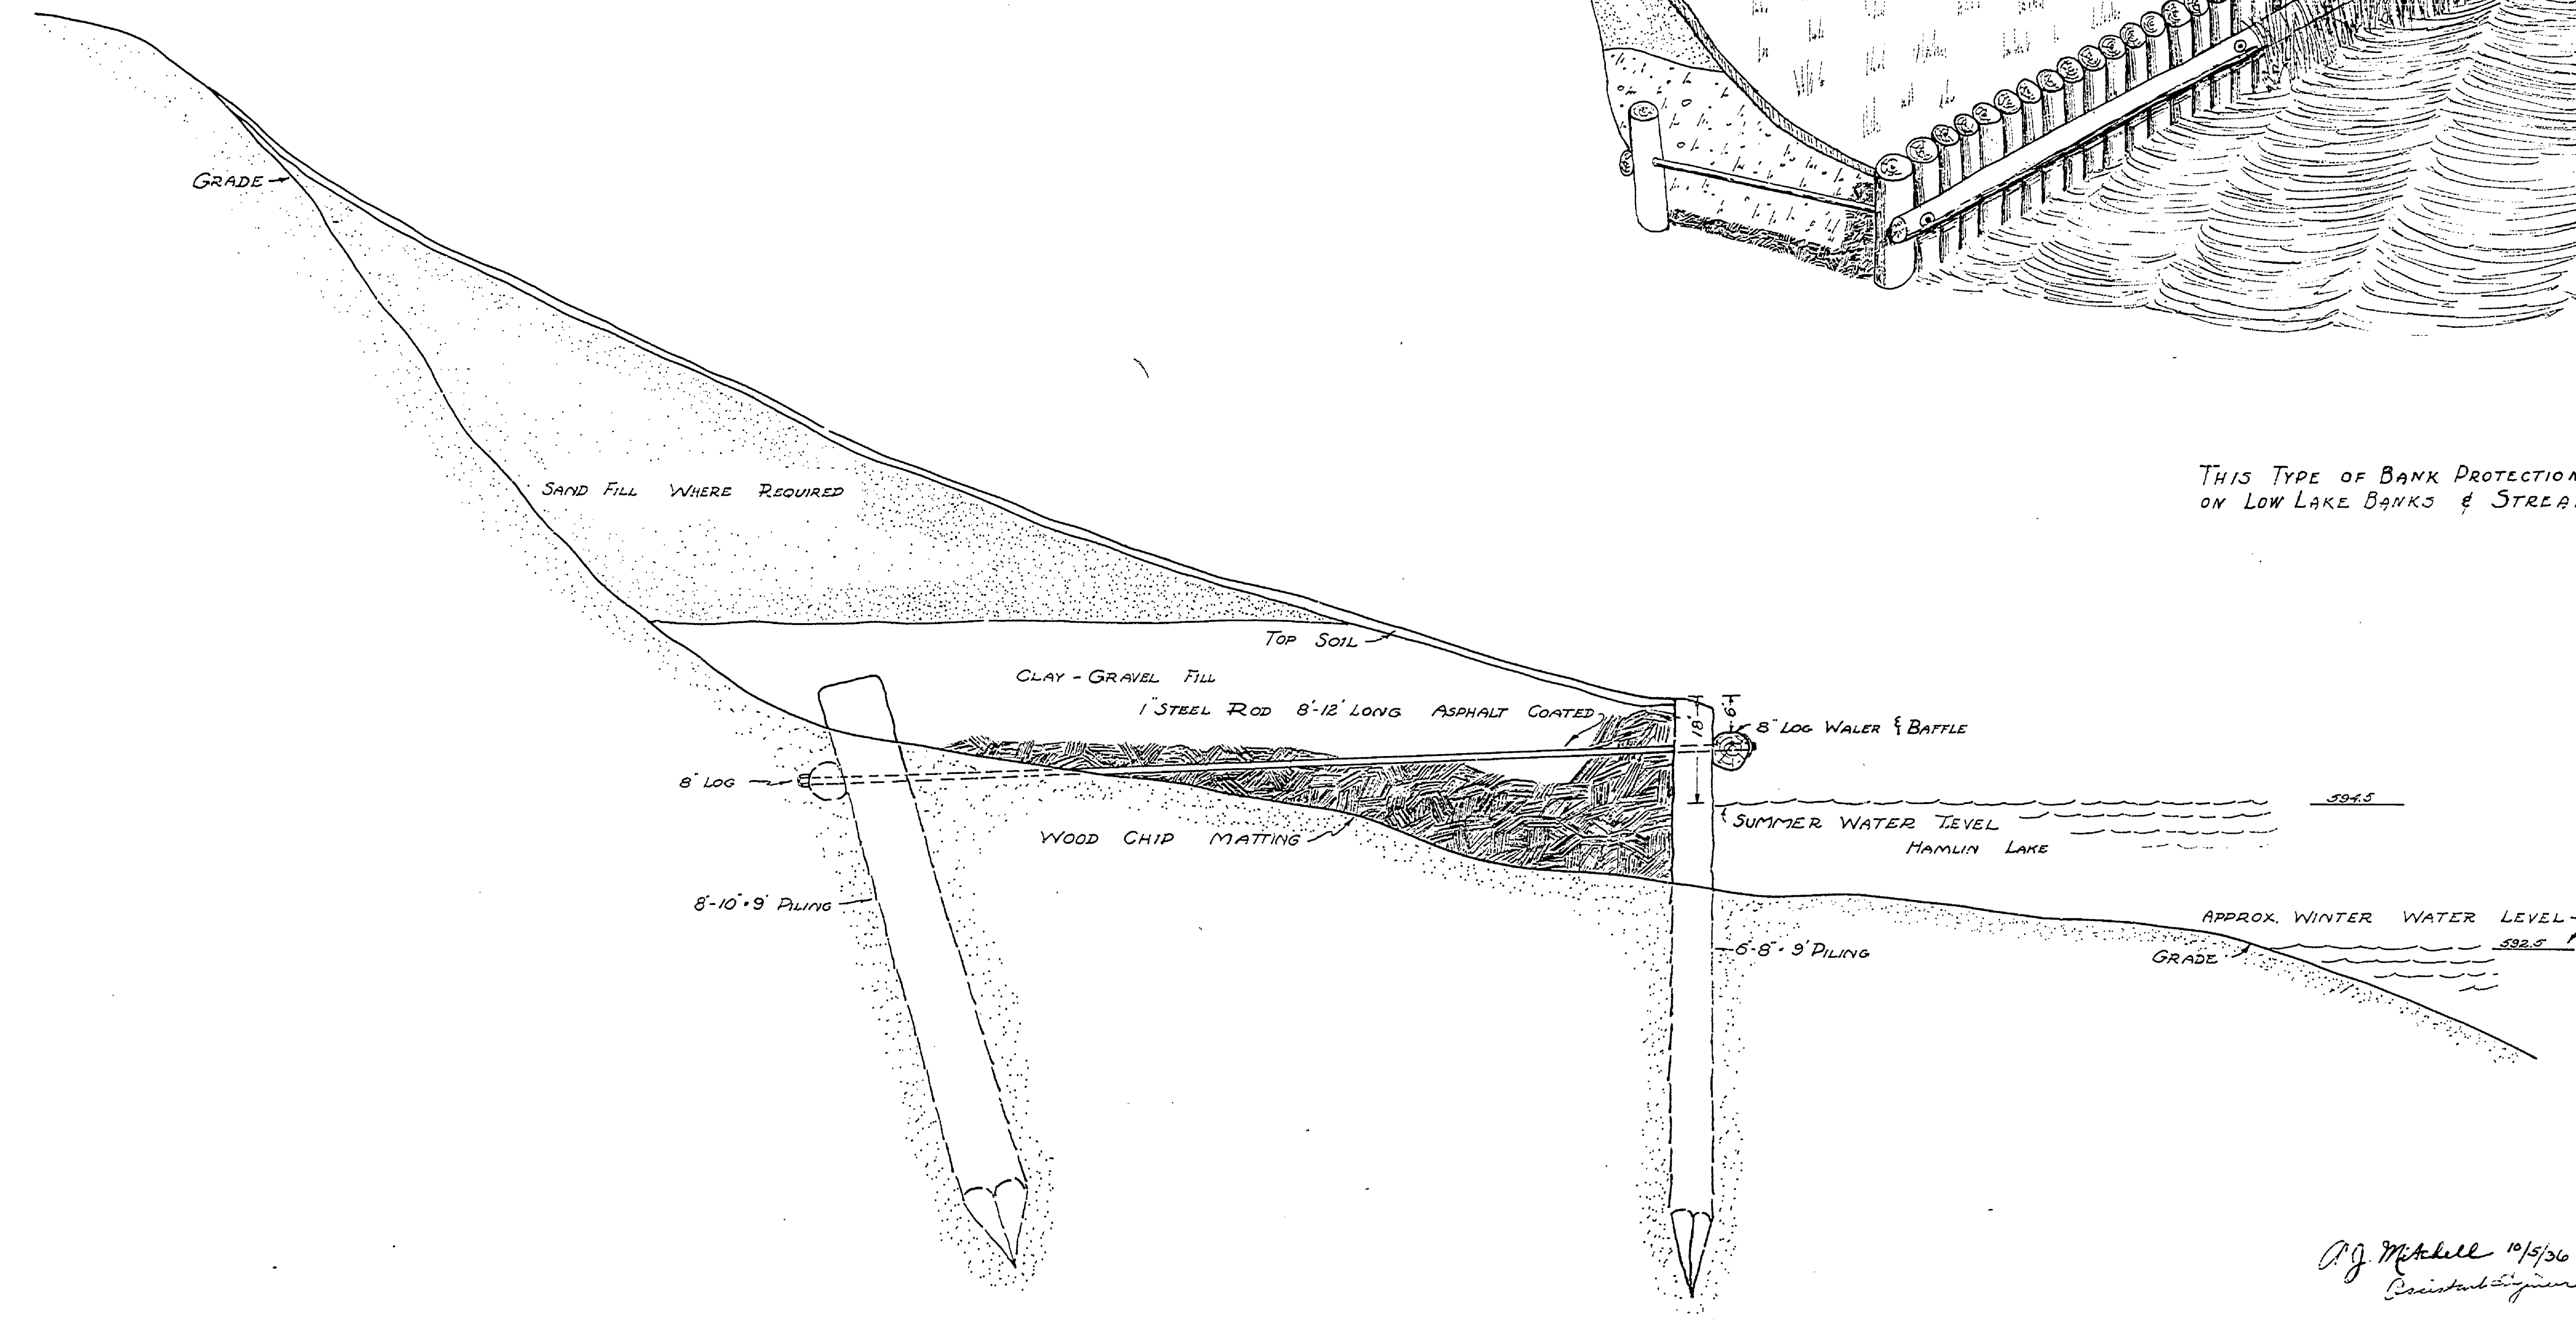 GRADE
THIS TYPE OF BANK PROTECTION
ON LOW LAKE BANKS & STREA
SAND FILL WHERE REQUIRED
TOP SOIL
CLAY - GRAVEL FILL
1" STEEL ROD 8'-12' LONG ASPHALT COATED
18"
6"
8" LOG WALER & BAFFLE
8" LOG
594.5
SUMMER WATER LEVEL
HAMLIN LAKE
WOOD CHIP MATTING
8"-10" • 9' PILING
APPROX. WINTER WATER LEVEL
592.5
6"-8" • 9' PILING
GRADE
A. J. Mitchell 10/5/36
Assistant Engineer